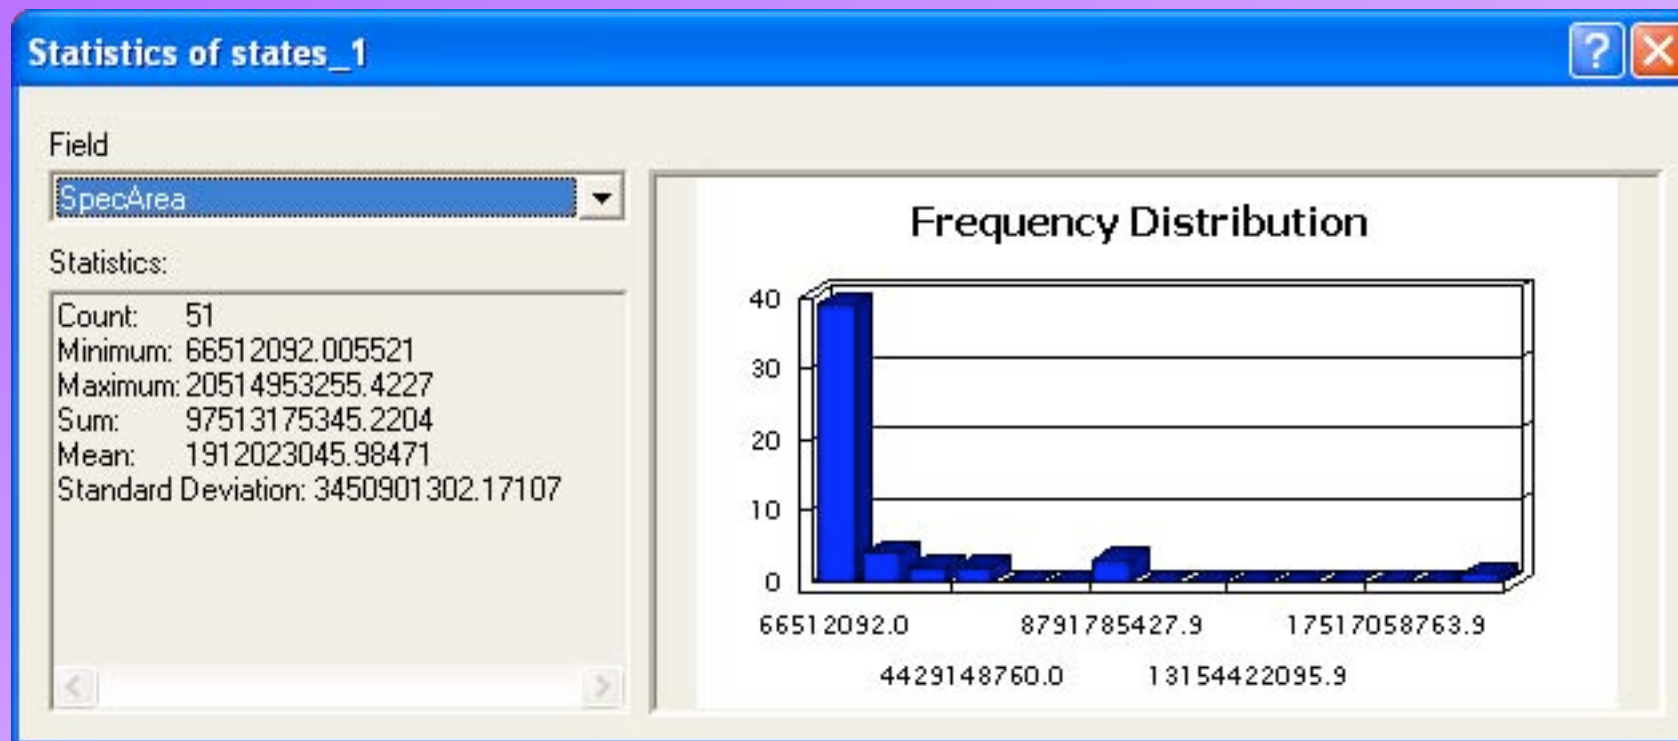 Statistics of states_1
Field
SpecArea
Statistics:
Count: 51
Minimum: 66512092.005521
Maximum: 20514953255.4227
Sum: 97513175345.2204
Mean: 1912023045.98471
Standard Deviation: 3450901302.17107
Frequency Distribution
40
30
20
10
0
66512092.0 8791785427.9 17517058763.9
4429148760.0 13154422095.9